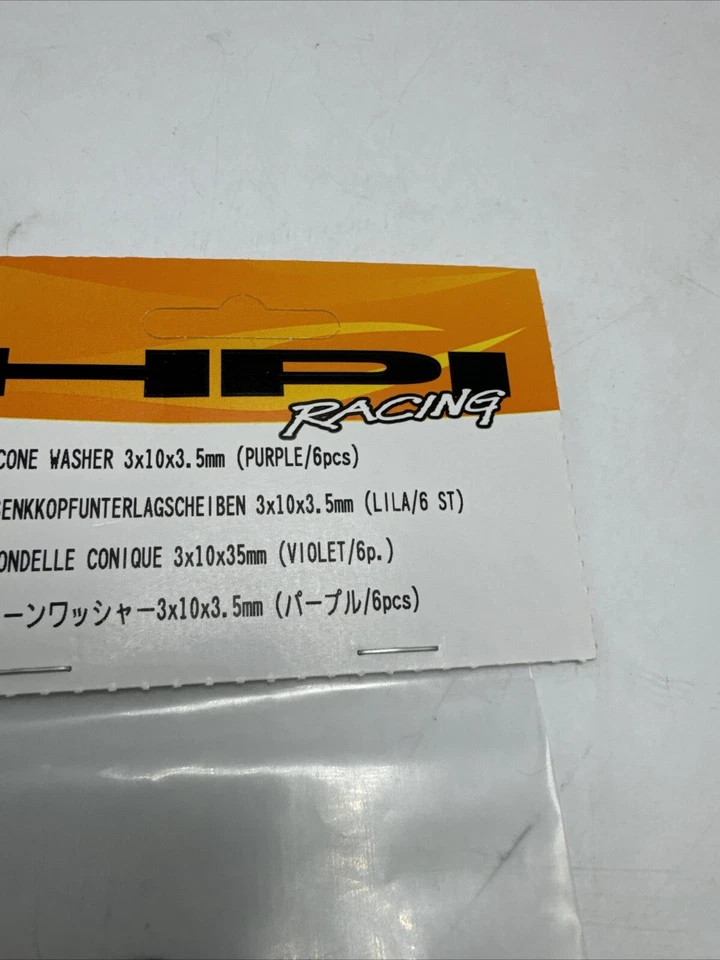 HPI
RACING
CONE WASHER 3x10x3.5mm (PURPLE/6pcs)
SENKKOPFUNTERLAGSCHEIBEN 3x10x3.5mm (LILA/6 ST)
ONDELLE CONIQUE 3x10x35mm (VIOLET/6p.)
ーンワッシャー3x10x3.5mm (パープル/6pcs)